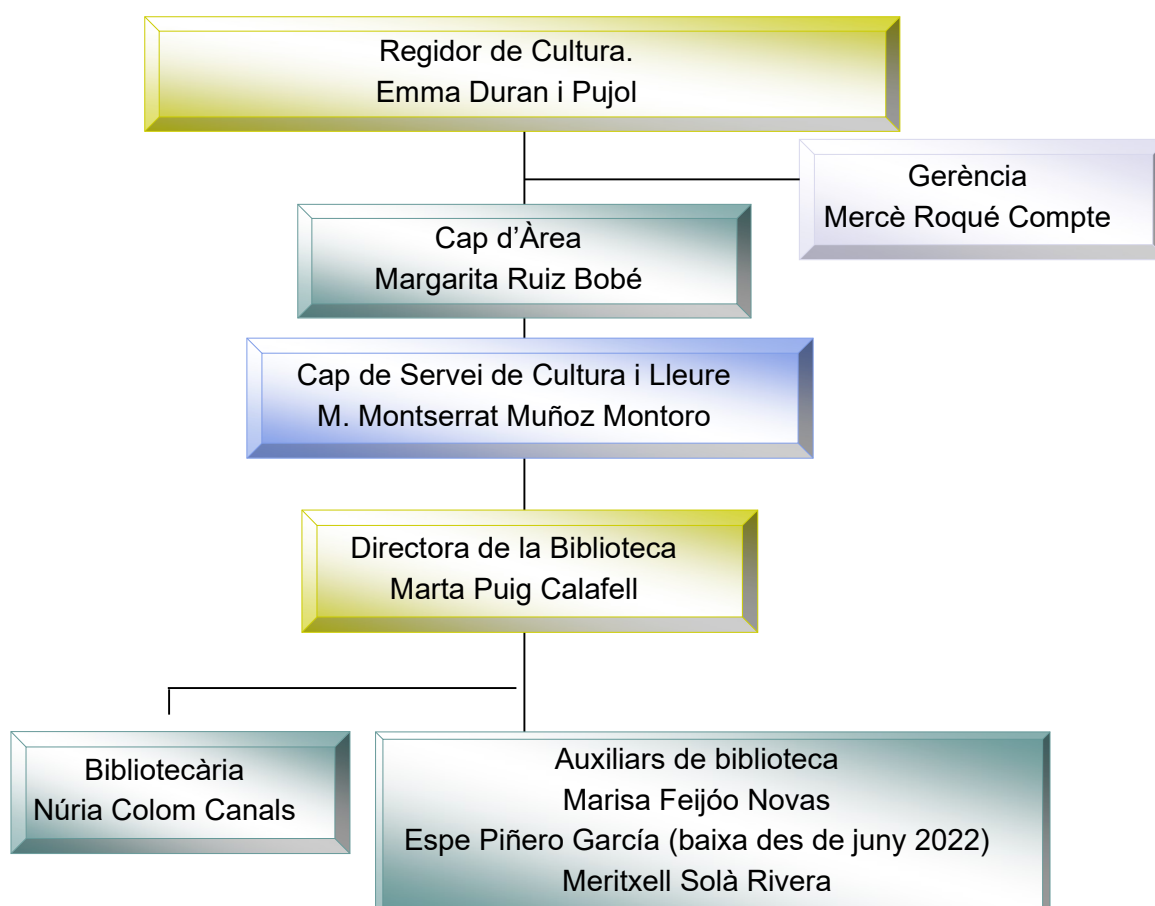 Regidor de Cultura.
Emma Duran i Pujol
Gerència
Mercè Roqué Compte
Cap d’Àrea
Margarita Ruiz Bobé
Cap de Servei de Cultura i Lleure
M. Montserrat Muñoz Montoro
Directora de la Biblioteca
Marta Puig Calafell
Bibliotecària
Núria Colom Canals
Auxiliars de biblioteca
Marisa Feijóo Novas
Espe Piñero García (baixa des de juny 2022)
Meritxell Solà Rivera